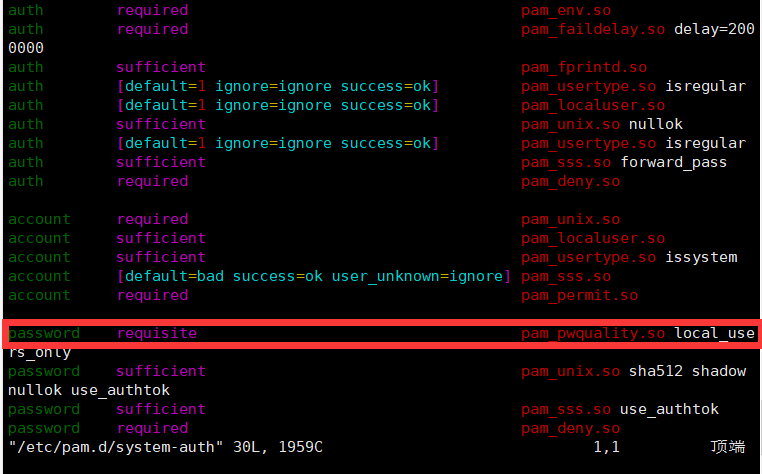 auth required pam_env.so
auth required pam_faildelay.so delay=200
0000
auth sufficient pam_fprintd.so
auth [default=1 ignore=ignore success=ok] pam_usertype.so isregular
auth [default=1 ignore=ignore success=ok] pam_localuser.so
auth sufficient pam_unix.so nullok
auth [default=1 ignore=ignore success=ok] pam_usertype.so isregular
auth sufficient pam_sss.so forward_pass
auth required pam_deny.so
account required pam_unix.so
account sufficient pam_localuser.so
account sufficient pam_usertype.so issystem
account [default=bad success=ok user_unknown=ignore] pam_sss.so
account required pam_permit.so
password requisite pam_pwquality.so local_use
rs_only
password sufficient pam_unix.so sha512 shadow
nullok use_authtok
password sufficient pam_sss.so use_authtok
password required pam_deny.so
"/etc/pam.d/system-auth" 30L, 1959C 1,1 顶端